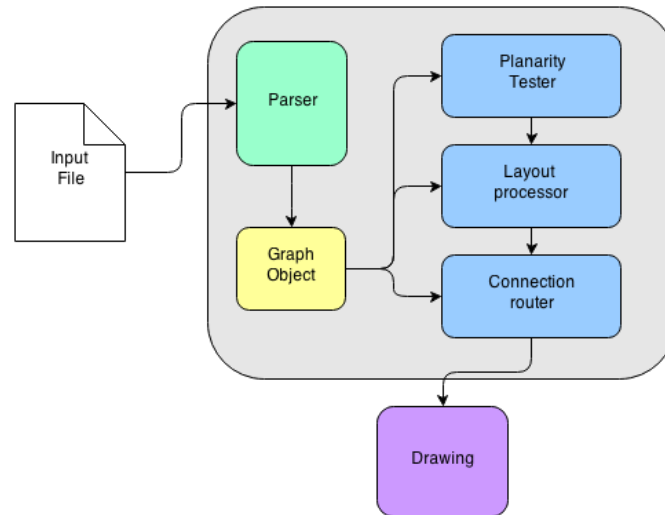 Input
File
Parser
Graph
Object
Planarity
Tester
Layout
processor
Connection
router
Drawing